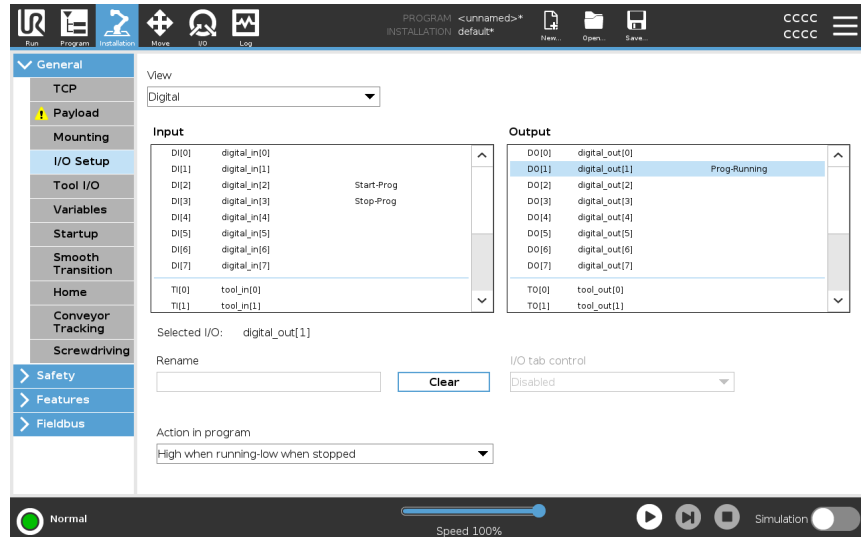 PROGRAM <unnamed>*
INSTALLATION default*
CCCC
CCCC
UR
Run
Program
Installation
Move
I/O
Log
New...
Open...
Save...
General
TCP
Payload
Mounting
I/O Setup
Tool I/O
Variables
Startup
Smooth
Transition
Home
Conveyor
Tracking
Screwdriving
Safety
Features
Fieldbus
View
Digital
Input
DI[0] digital_in[0]
DI[1] digital_in[1]
DI[2] digital_in[2] Start-Prog
DI[3] digital_in[3] Stop-Prog
DI[4] digital_in[4]
DI[5] digital_in[5]
DI[6] digital_in[6]
DI[7] digital_in[7]
TI[0] tool_in[0]
TI[1] tool_in[1]
Output
DO[0] digital_out[0]
DO[1] digital_out[1] Prog-Running
DO[2] digital_out[2]
DO[3] digital_out[3]
DO[4] digital_out[4]
DO[5] digital_out[5]
DO[6] digital_out[6]
DO[7] digital_out[7]
TO[0] tool_out[0]
TO[1] tool_out[1]
Selected I/O: digital_out[1]
Rename
Clear
I/O tab control
Disabled
Action in program
High when running-low when stopped
Normal
Speed 100%
Simulation